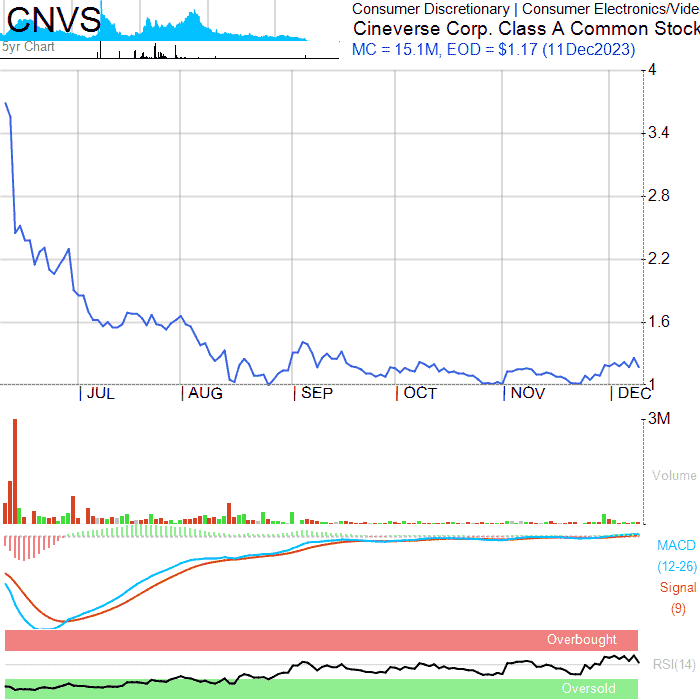 CNVS
5yr Chart
Consumer Discretionary | Consumer Electronics/Vide
Cineverse Corp. Class A Common Stock
MC = 15.1M, EOD = $1.17 (11Dec2023)
4
3.4
2.8
2.2
1.6
1
JUL AUG SEP OCT NOV DEC
3M
Volume
MACD
(12-26)
Signal
(9)
Overbought
RSI(14)
Oversold